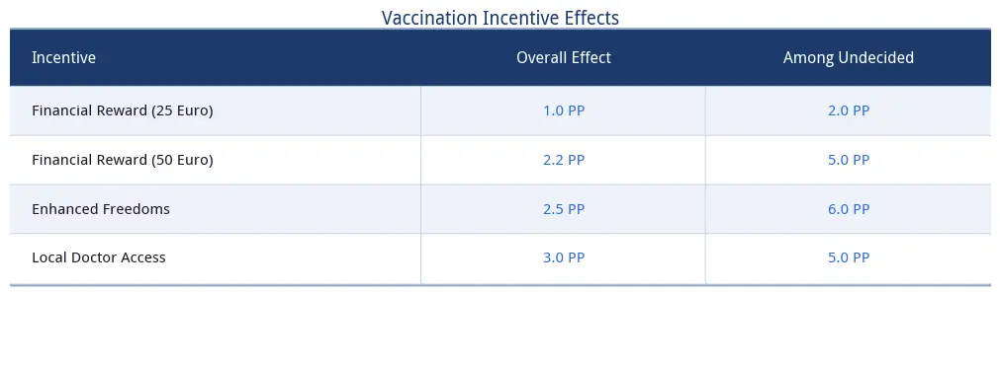 Vaccination Incentive Effects
Incentive Overall Effect Among Undecided
Financial Reward (25 Euro) 1.0 PP 2.0 PP
Financial Reward (50 Euro) 2.2 PP 5.0 PP
Enhanced Freedoms 2.5 PP 6.0 PP
Local Doctor Access 3.0 PP 5.0 PP